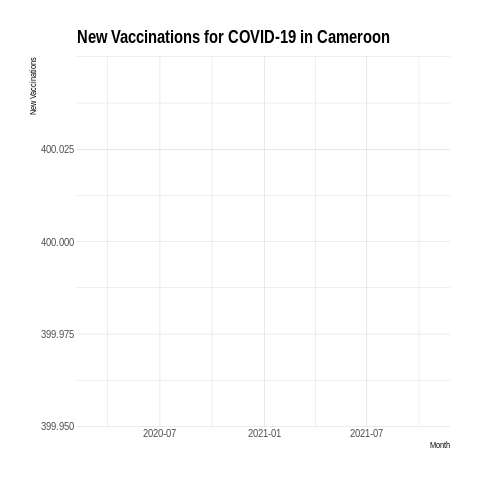 New Vaccinations for COVID-19 in Cameroon
New Vaccinations
400.025
400.000
399.975
399.950
2020-07 2021-01 2021-07
Month